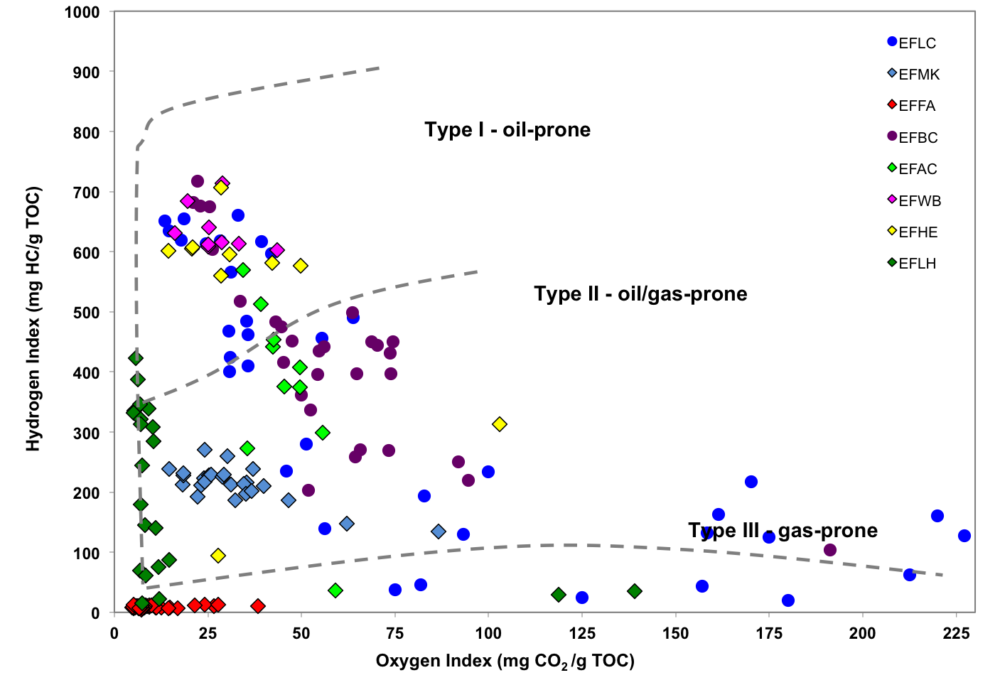 1000
900
800
700
600
500
400
300
200
100
0
0 25 50 75 100 125 150 175 200 225
Hydrogen Index (mg HC/g TOC)
Oxygen Index (mg CO2 /g TOC)
Type I - oil-prone
Type II - oil/gas-prone
Type III - gas-prone
EFLC
EFMK
EFFA
EFBC
EFAC
EFWB
EFHE
EFLH